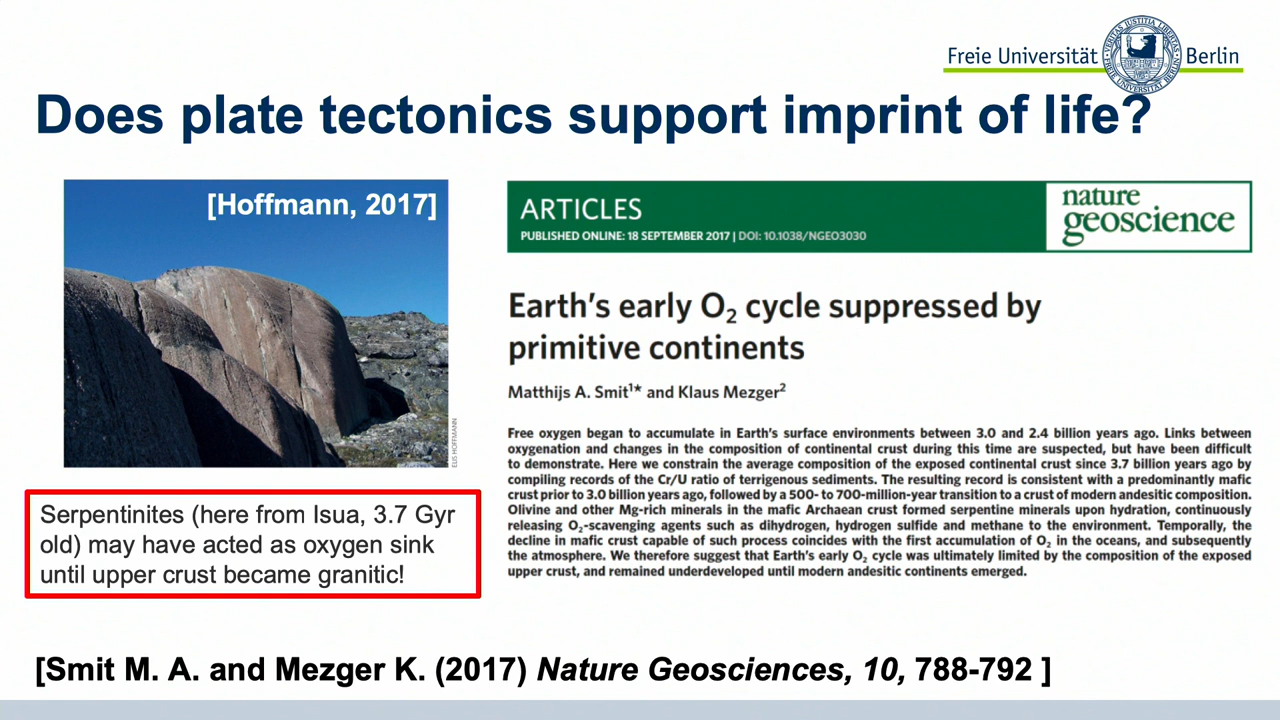 Freie Universität Berlin
Does plate tectonics support imprint of life?
[Hoffmann, 2017]
ELIS HOFFMANN
Serpentinites (here from Isua, 3.7 Gyr
old) may have acted as oxygen sink
until upper crust became granitic!
ARTICLES
PUBLISHED ONLINE: 18 SEPTEMBER 2017 | DOI: 10.1038/NGEO3030
nature
geoscience
Earth's early O₂ cycle suppressed by
primitive continents
Matthijs A. Smit¹* and Klaus Mezger²
Free oxygen began to accumulate in Earth's surface environments between 3.0 and 2.4 billion years ago. Links between
oxygenation and changes in the composition of continental crust during this time are suspected, but have been difficult
to demonstrate. Here we constrain the average composition of the exposed continental crust since 3.7 billion years ago by
compiling records of the Cr/U ratio of terrigenous sediments. The resulting record is consistent with a predominantly mafic
crust prior to 3.0 billion years ago, followed by a 500- to 700-million-year transition to a crust of modern andesitic composition.
Olivine and other Mg-rich minerals in the mafic Archaean crust formed serpentine minerals upon hydration, continuously
releasing O₂-scavenging agents such as dihydrogen, hydrogen sulfide and methane to the environment. Temporally, the
decline in mafic crust capable of such process coincides with the first accumulation of O₂ in the oceans, and subsequently
the atmosphere. We therefore suggest that Earth's early O₂ cycle was ultimately limited by the composition of the exposed
upper crust, and remained underdeveloped until modern andesitic continents emerged.
[Smit M. A. and Mezger K. (2017) Nature Geosciences, 10, 788-792 ]